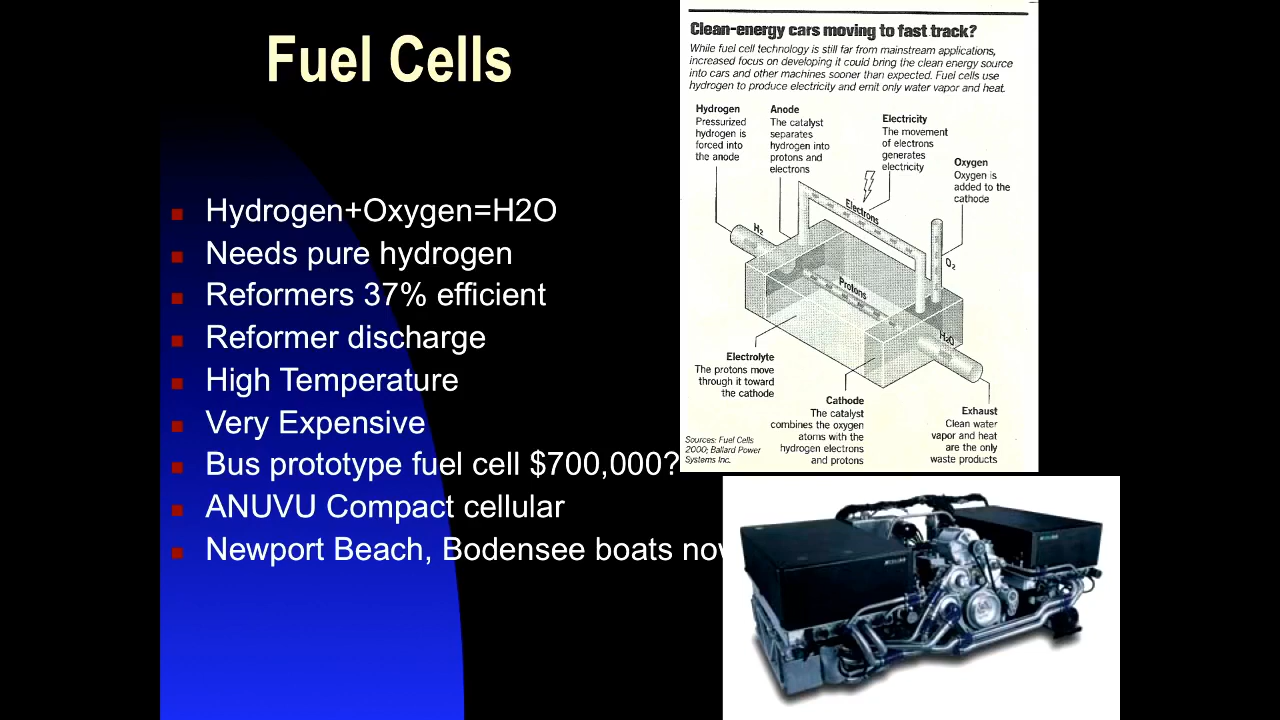 Fuel Cells
Hydrogen+Oxygen=H2O
Needs pure hydrogen
Reformers 37% efficient
Reformer discharge
High Temperature
Very Expensive
Bus prototype fuel cell $700,000?
ANUVU Compact cellular
Newport Beach, Bodensee boats nov
Clean-energy cars moving to fast track?
While fuel cell technology is still far from mainstream applications,
increased focus on developing it could bring the clean energy source
into cars and other machines sooner than expected. Fuel cells use
hydrogen to produce electricity and emit only water vapor and heat.
Hydrogen
Pressurized
hydrogen is
forced into
the anode
Anode
The catalyst
separates
hydrogen into
protons and
electrons
Electricity
The movement
of electrons
generates
electricity
Oxygen
Oxygen is
added to the
cathode
Electrons
H2
O2
Protons
H2O
Electrolyte
The protons move
through it toward
the cathode
Cathode
The catalyst
combines the oxygen
atoms with the
hydrogen electrons
and protons
Exhaust
Clean water
vapor and heat
are the only
waste products
Sources: Fuel Cells
2000; Ballard Power
Systems Inc.